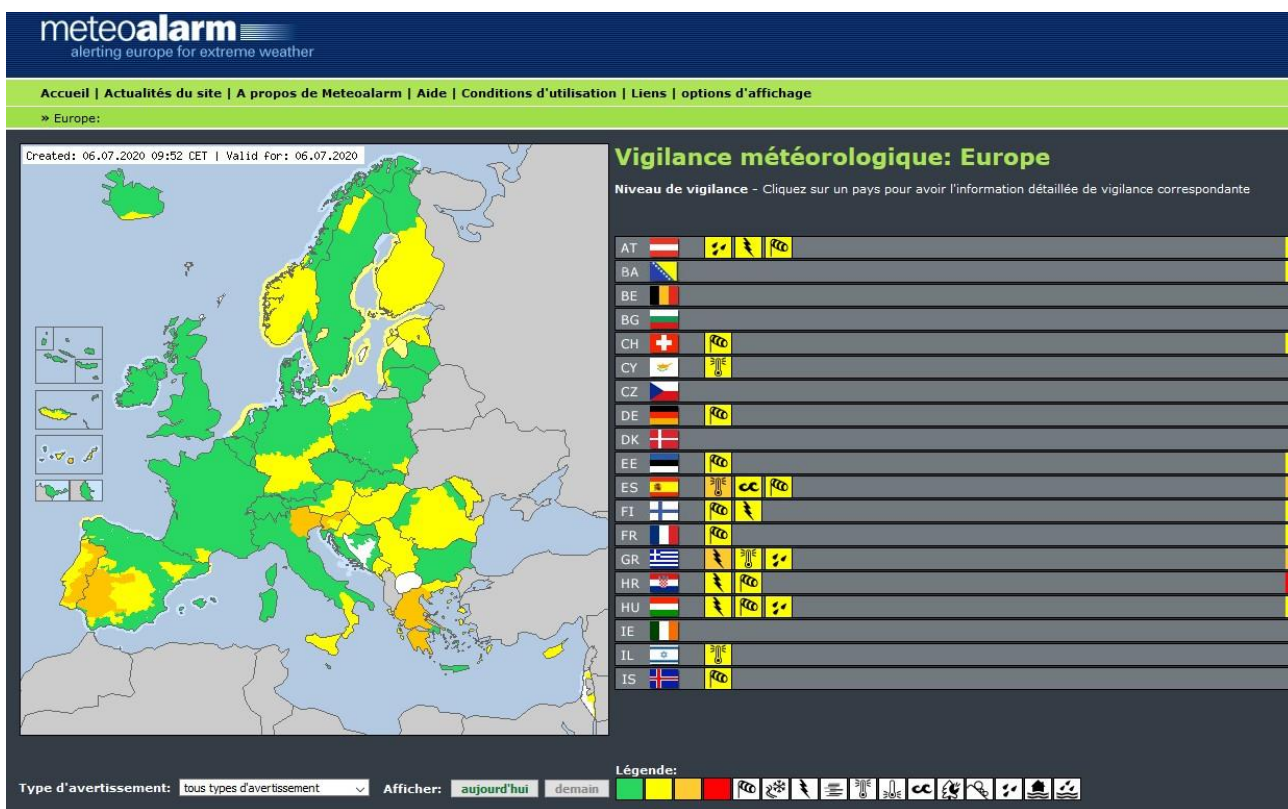 meteoalarm
alerting europe for extreme weather
Accueil | Actualités du site | A propos de Meteoalarm | Aide | Conditions d'utilisation | Liens | options d'affichage
» Europe:
Created: 06.07.2020 09:52 CET | Valid for: 06.07.2020
Vigilance météorologique: Europe
Niveau de vigilance - Cliquez sur un pays pour avoir l'information détaillée de vigilance correspondante
AT
BA
BE
BG
CH
CY
CZ
DE
DK
EE
ES
FI
FR
GR
HR
HU
IE
IL
IS
Type d'avertissement: tous types d'avertissement Afficher: aujourd'hui demain
Légende: